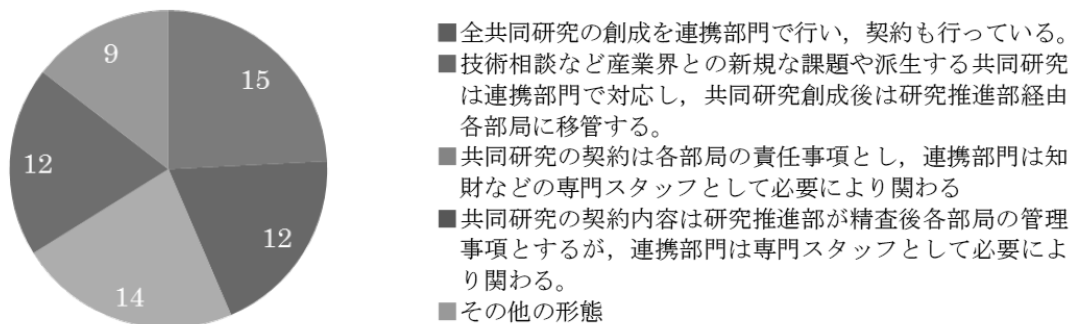 9
15
12
12
14
■全共同研究の創成を連携部門で行い，契約も行っている。
■技術相談など産業界との新規な課題や派生する共同研究
は連携部門で対応し，共同研究創成後は研究推進部経由
各部局に移管する。
■共同研究の契約は各部局の責任事項とし，連携部門は知
財などの専門スタッフとして必要により関わる
■共同研究の契約内容は研究推進部が精査後各部局の管理
事項とするが，連携部門は専門スタッフとして必要によ
り関わる。
■その他の形態